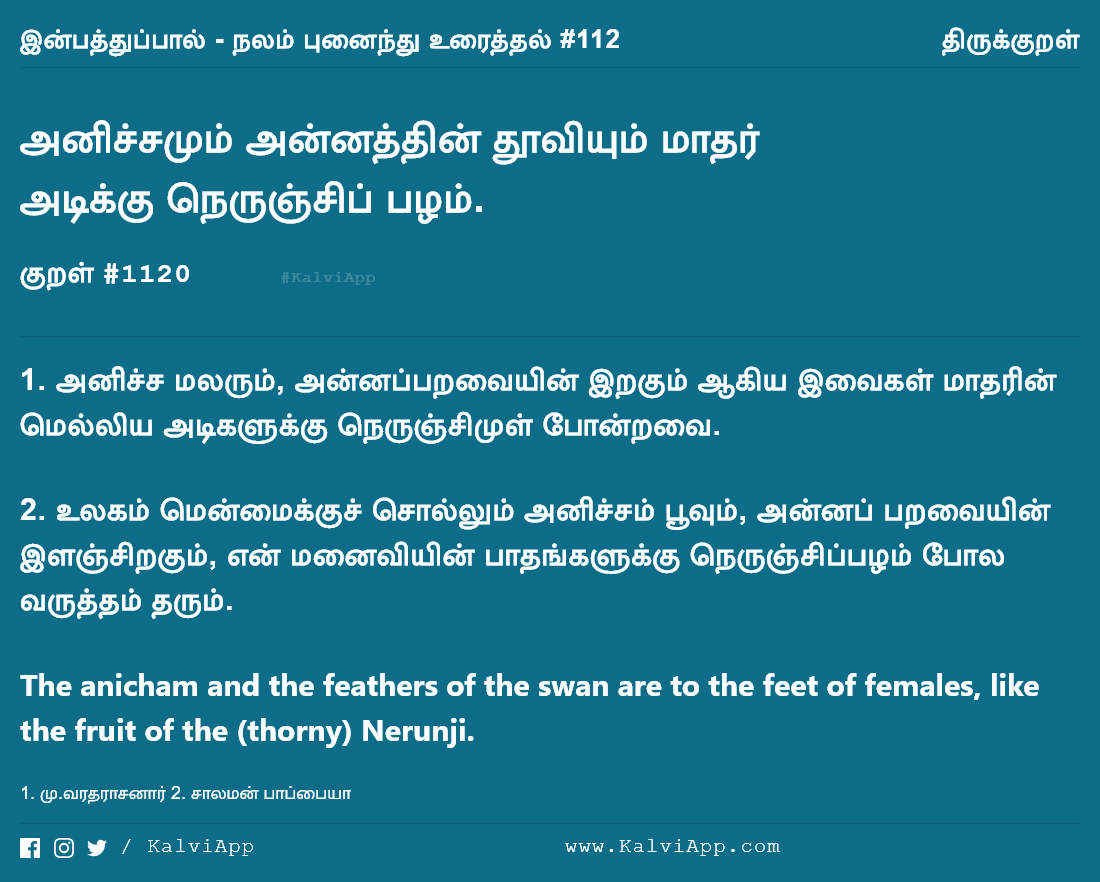 இன்பத்துப்பால் - நலம் புனைந்து உரைத்தல் #112 திருக்குறள்
அனிச்சமும் அன்னத்தின் தூவியும் மாதர்
அடிக்கு நெருஞ்சிப் பழம்.
குறள் #1120 #KalviApp
1. அனிச்ச மலரும், அன்னப்பறவையின் இறகும் ஆகிய இவைகள் மாதரின்
மெல்லிய அடிகளுக்கு நெருஞ்சிமுள் போன்றவை.
2. உலகம் மென்மைக்குச் சொல்லும் அனிச்சம் பூவும், அன்னப் பறவையின்
இளஞ்சிறகும், என் மனைவியின் பாதங்களுக்கு நெருஞ்சிப்பழம் போல
வருத்தம் தரும்.
The anicham and the feathers of the swan are to the feet of females, like
the fruit of the (thorny) Nerunji.
1. மு.வரதராசனார் 2. சாலமன் பாப்பையா
/ KalviApp www.KalviApp.com